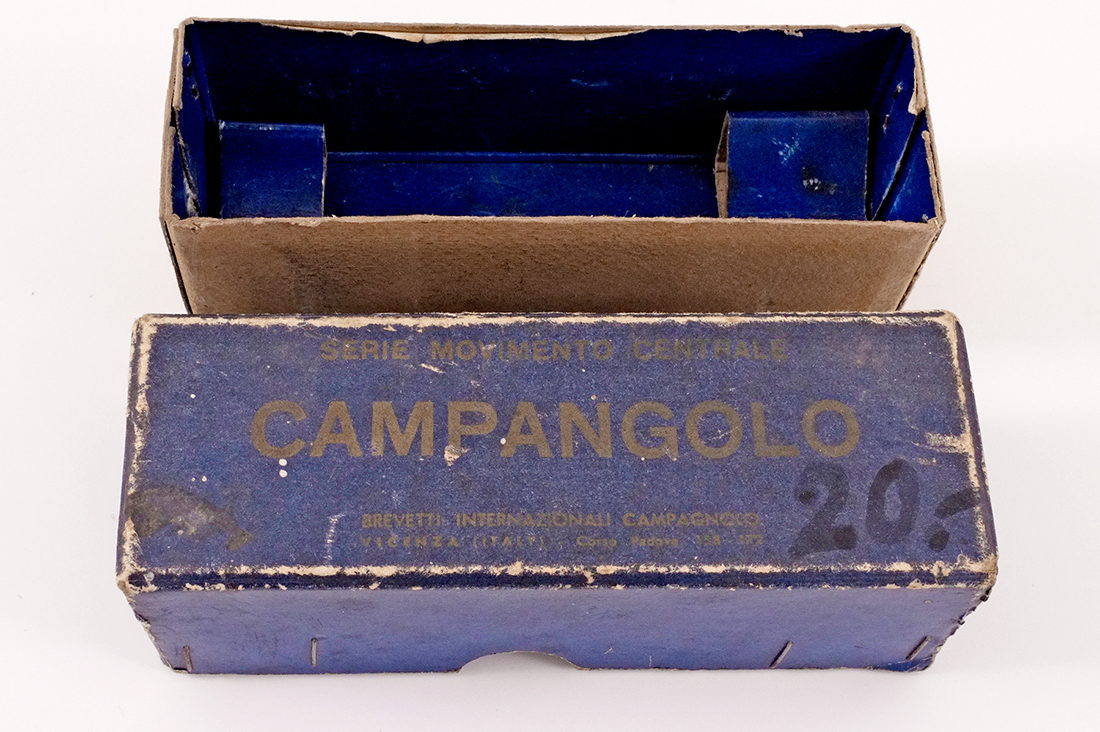 SERIE MOVIMENTO CENTRALE
CAMPANGOLO
20.-
BREVETTI INTERNAZIONALI CAMPAGNOLO
VICENZA (ITALY) Corso Padova